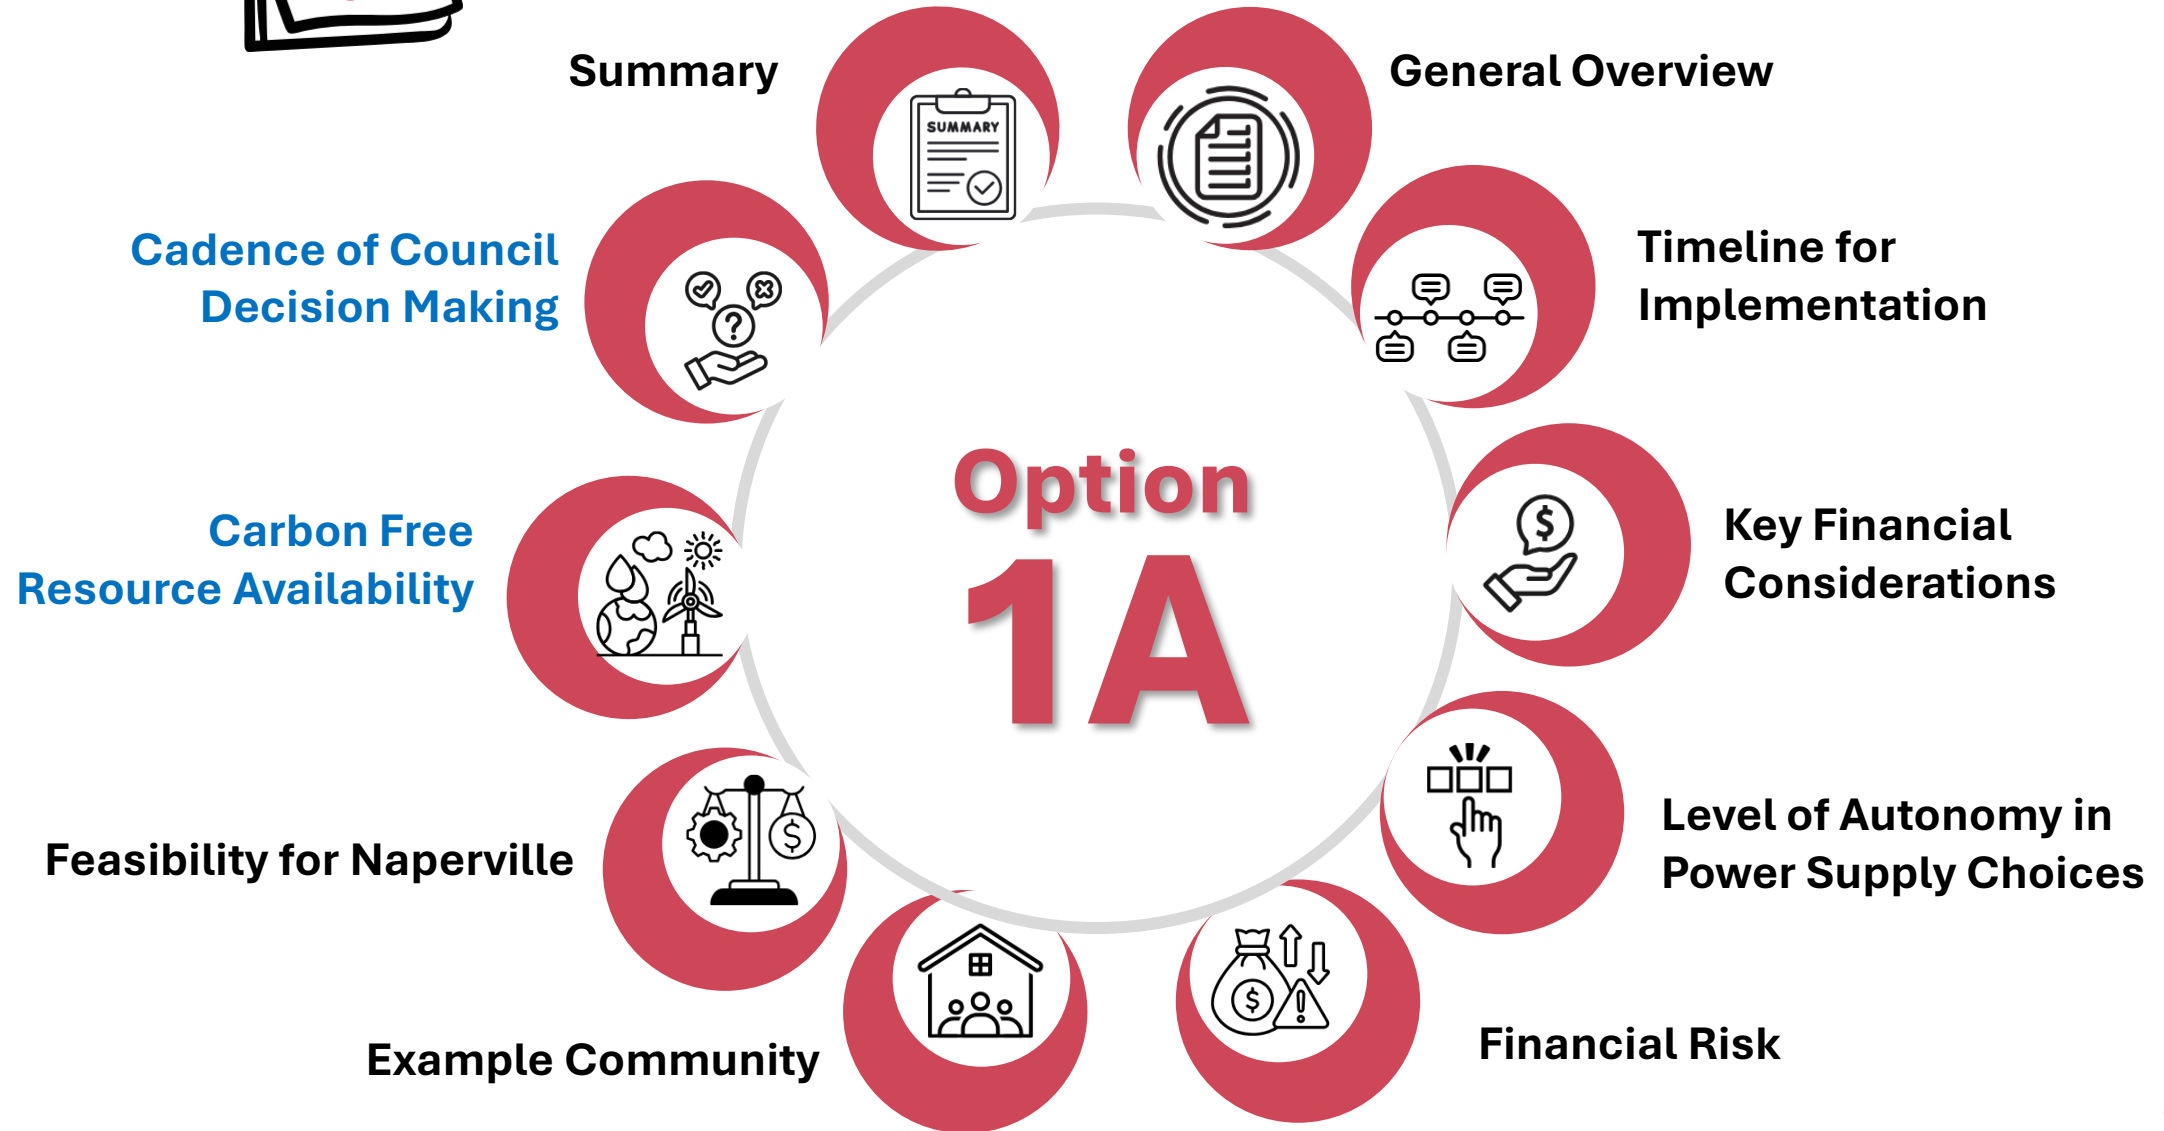 Summary
General Overview
SUMMARY
Cadence of Council
Decision Making
Timeline for
Implementation
Option
1A
Carbon Free
Resource Availability
Key Financial
Considerations
Feasibility for Naperville
Level of Autonomy in
Power Supply Choices
Example Community
Financial Risk
?
$
$
$
!